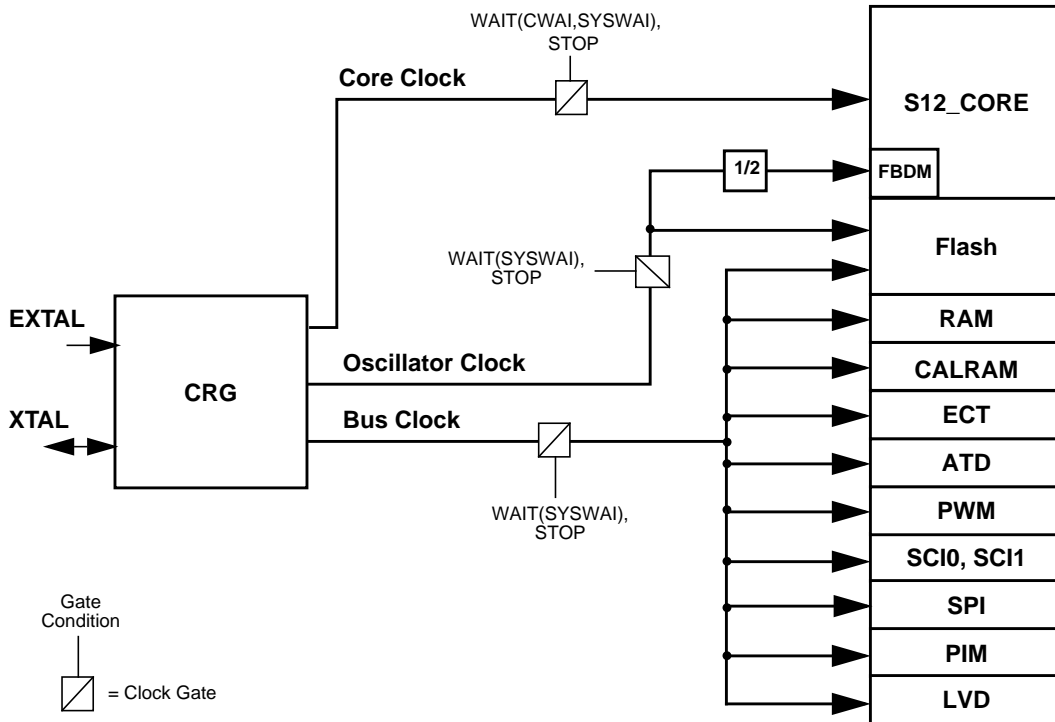 WAIT(CWAI,SYSWAI),
STOP
Core Clock
S12_CORE
1/2
FBDM
WAIT(SYSWAI),
STOP
Flash
EXTAL
RAM
Oscillator Clock
CALRAM
CRG
XTAL
Bus Clock
ECT
ATD
WAIT(SYSWAI),
STOP
PWM
SCI0, SCI1
Gate
Condition
SPI
PIM
= Clock Gate
LVD